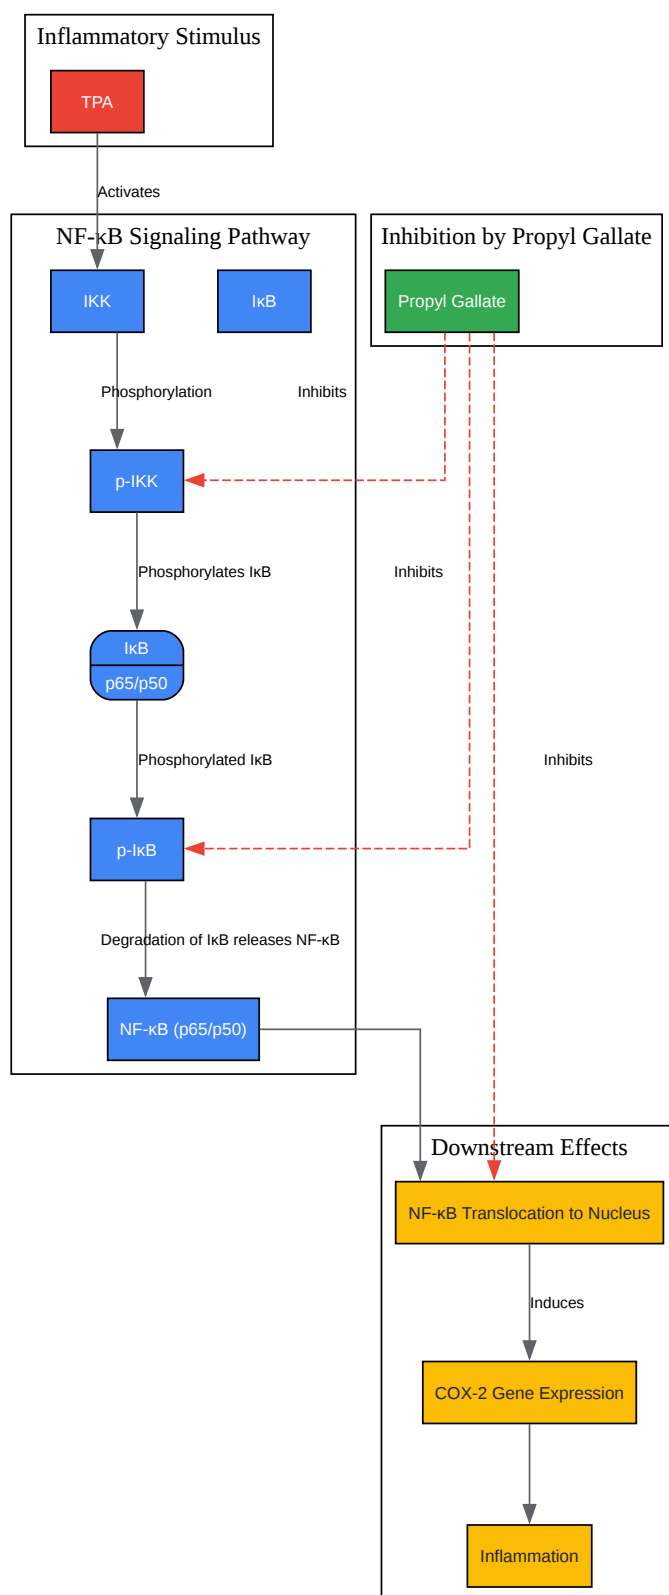 Inflammatory Stimulus
TPA
Activates
NF-κB Signaling Pathway
Inhibition by Propyl Gallate
IKK
IκB
Propyl Gallate
Phosphorylation
Inhibits
p-IKK
Phosphorylates IκB
Inhibits
IκB
p65/p50
Phosphorylated IκB
Inhibits
p-IκB
Degradation of IκB releases NF-κB
NF-κB (p65/p50)
Downstream Effects
NF-κB Translocation to Nucleus
Induces
COX-2 Gene Expression
Inflammation